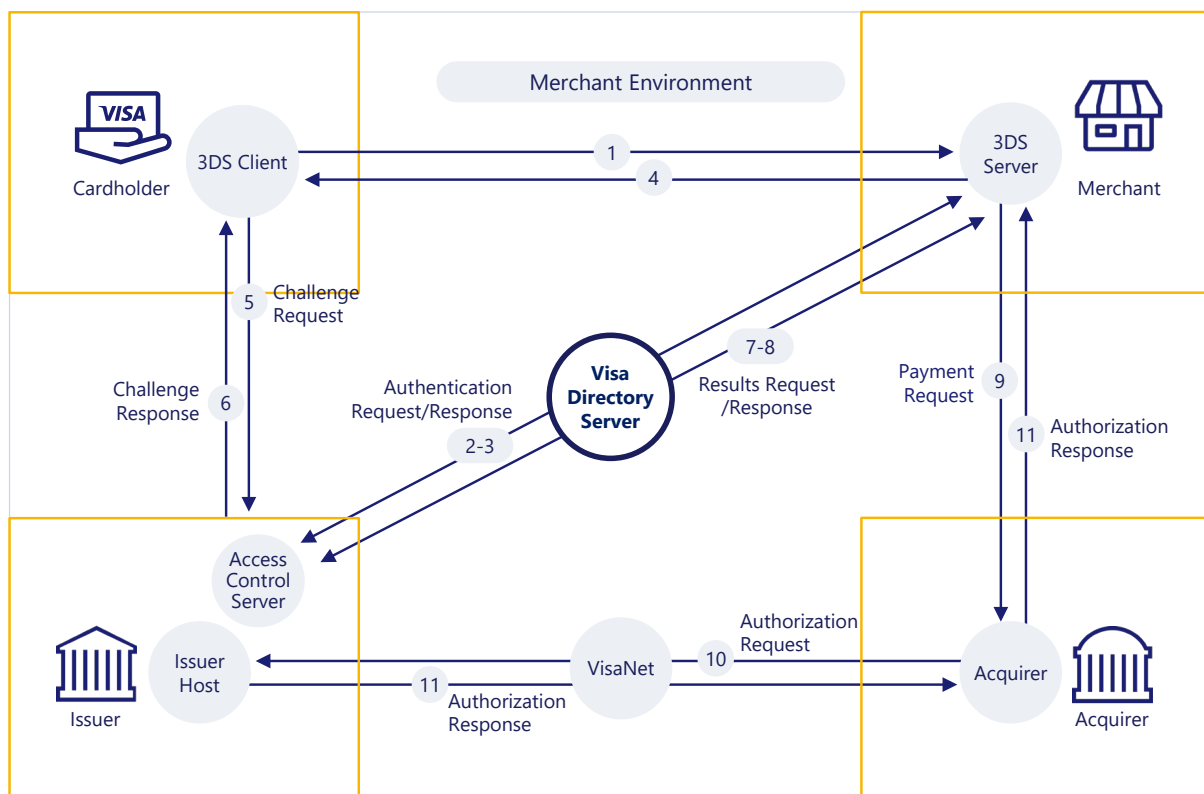 Merchant Environment
VISA
Cardholder
3DS Client
1
4
3DS
Server
Merchant
5
Challenge
Request
Challenge
Response
6
Authentication
Request/Response
2-3
Visa
Directory
Server
7-8
Results Request
/Response
Payment
Request
9
11
Authorization
Response
Access
Control
Server
Issuer
Issuer
Host
11
Authorization
Response
VisaNet
10
Authorization
Request
Acquirer
Acquirer